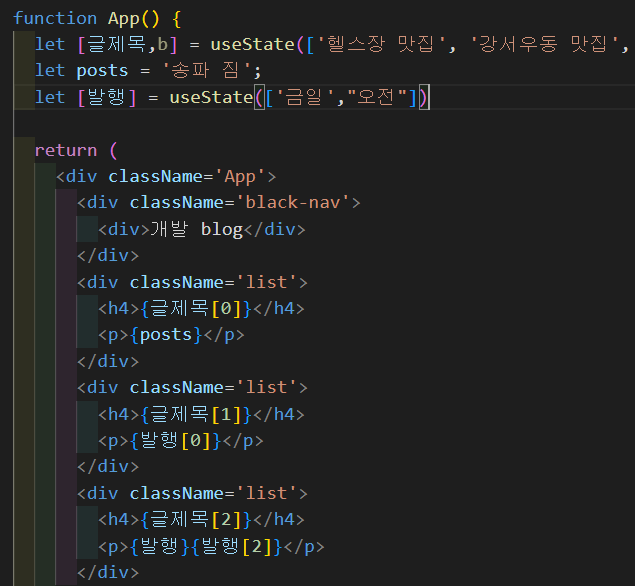 function App() {
let [글제목,b] = useState(['헬스장 맛집', '강서우동 맛집',
let posts = '송파 짐';
let [발행] = useState(['금일',"오전"])
return (
<div className='App'>
<div className='black-nav'>
<div>개발 blog</div>
</div>
<div className='list'>
<h4>{글제목[0]}</h4>
<p>{posts}</p>
</div>
<div className='list'>
<h4>{글제목[1]}</h4>
<p>{발행[0]}</p>
</div>
<div className='list'>
<h4>{글제목[2]}</h4>
<p>{발행}{발행[2]}</p>
</div>